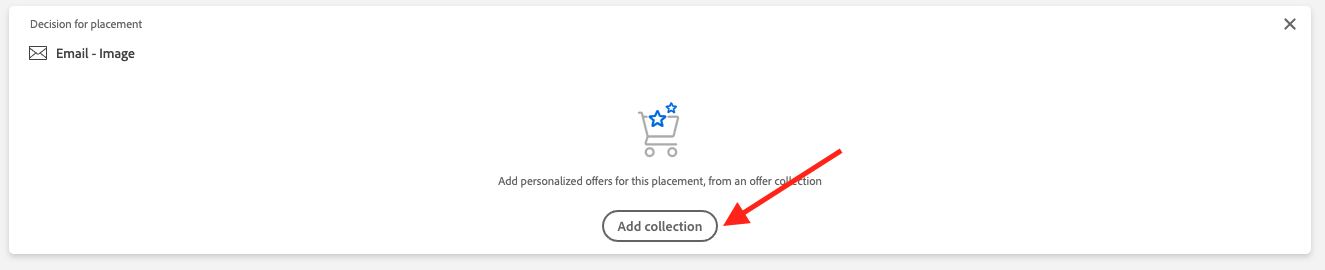 Decision for placement
Email - Image
Add personalized offers for this placement, from an offer collection
Add collection